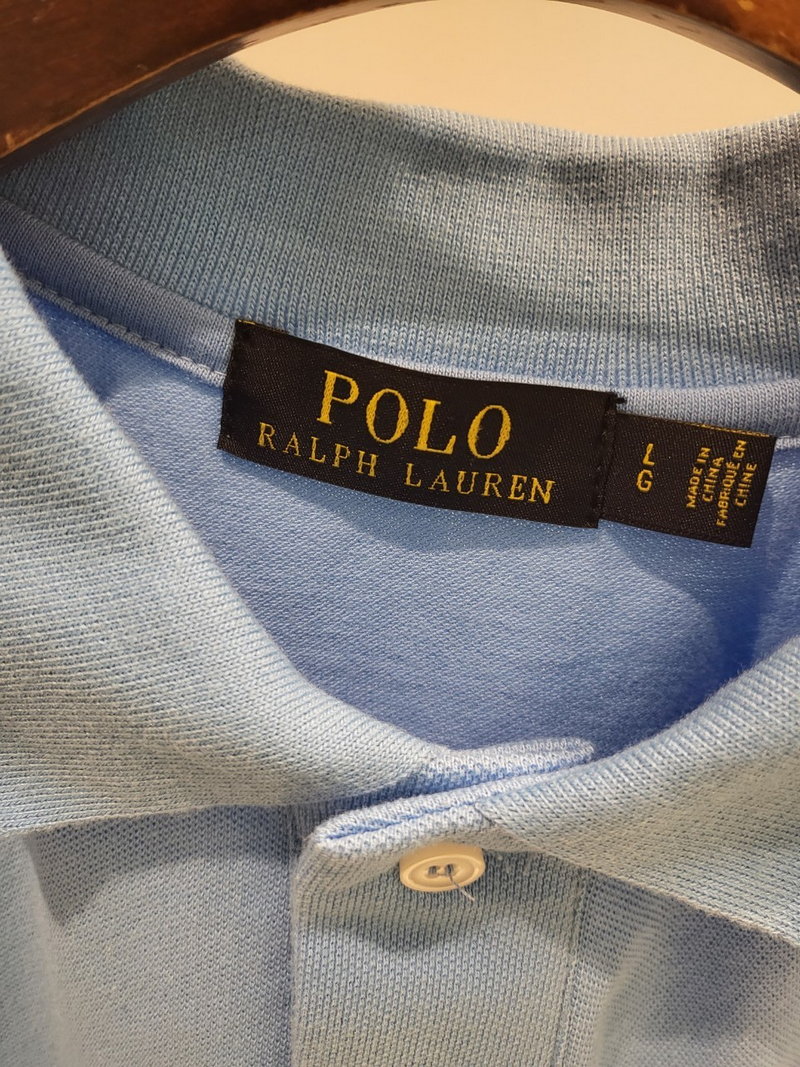 POLO
RALPH LAUREN
L
G
MADE IN
CHINA
FABRIQUÉ EN
CHINE